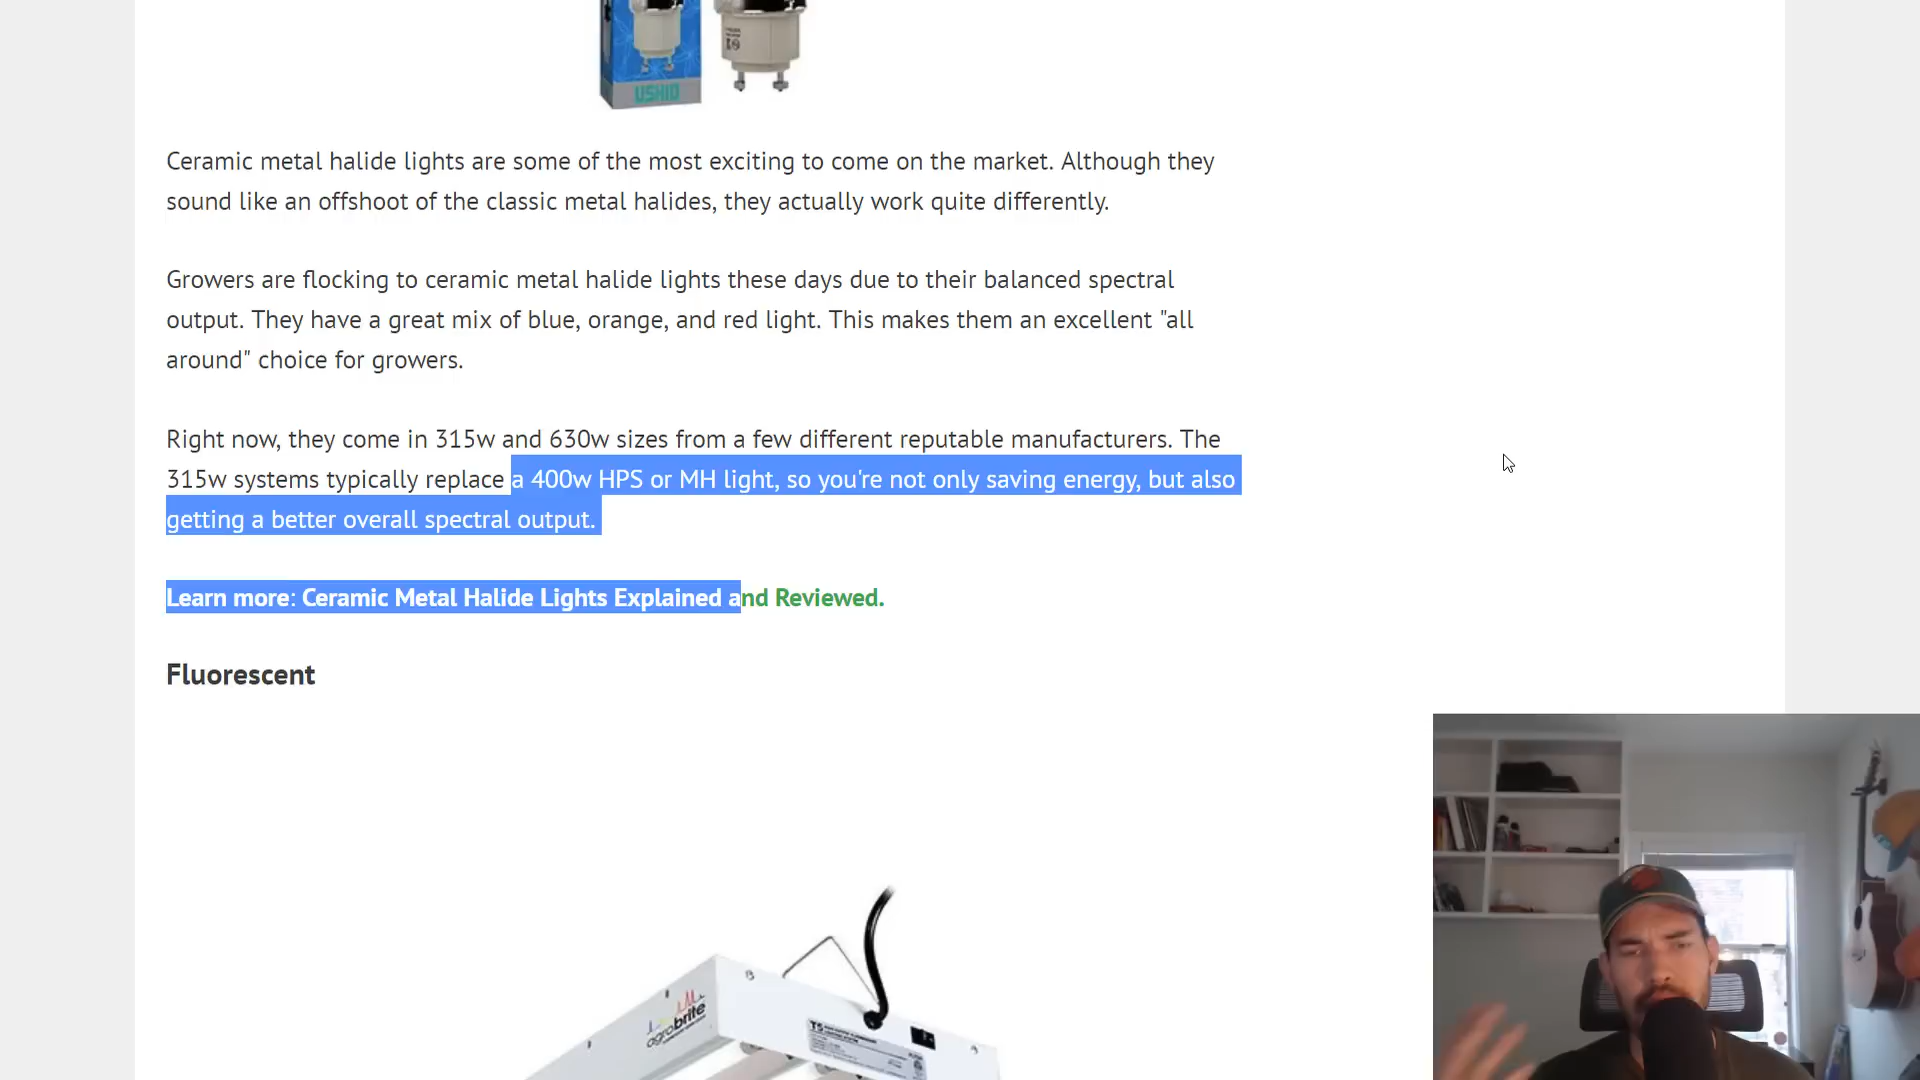 USHIO
Ceramic metal halide lights are some of the most exciting to come on the market. Although they
sound like an offshoot of the classic metal halides, they actually work quite differently.
Growers are flocking to ceramic metal halide lights these days due to their balanced spectral
output. They have a great mix of blue, orange, and red light. This makes them an excellent "all
around" choice for growers.
Right now, they come in 315w and 630w sizes from a few different reputable manufacturers. The
315w systems typically replace a 400w HPS or MH light, so you're not only saving energy, but also
getting a better overall spectral output.
Learn more: Ceramic Metal Halide Lights Explained and Reviewed.
Fluorescent
agrobrite
T5